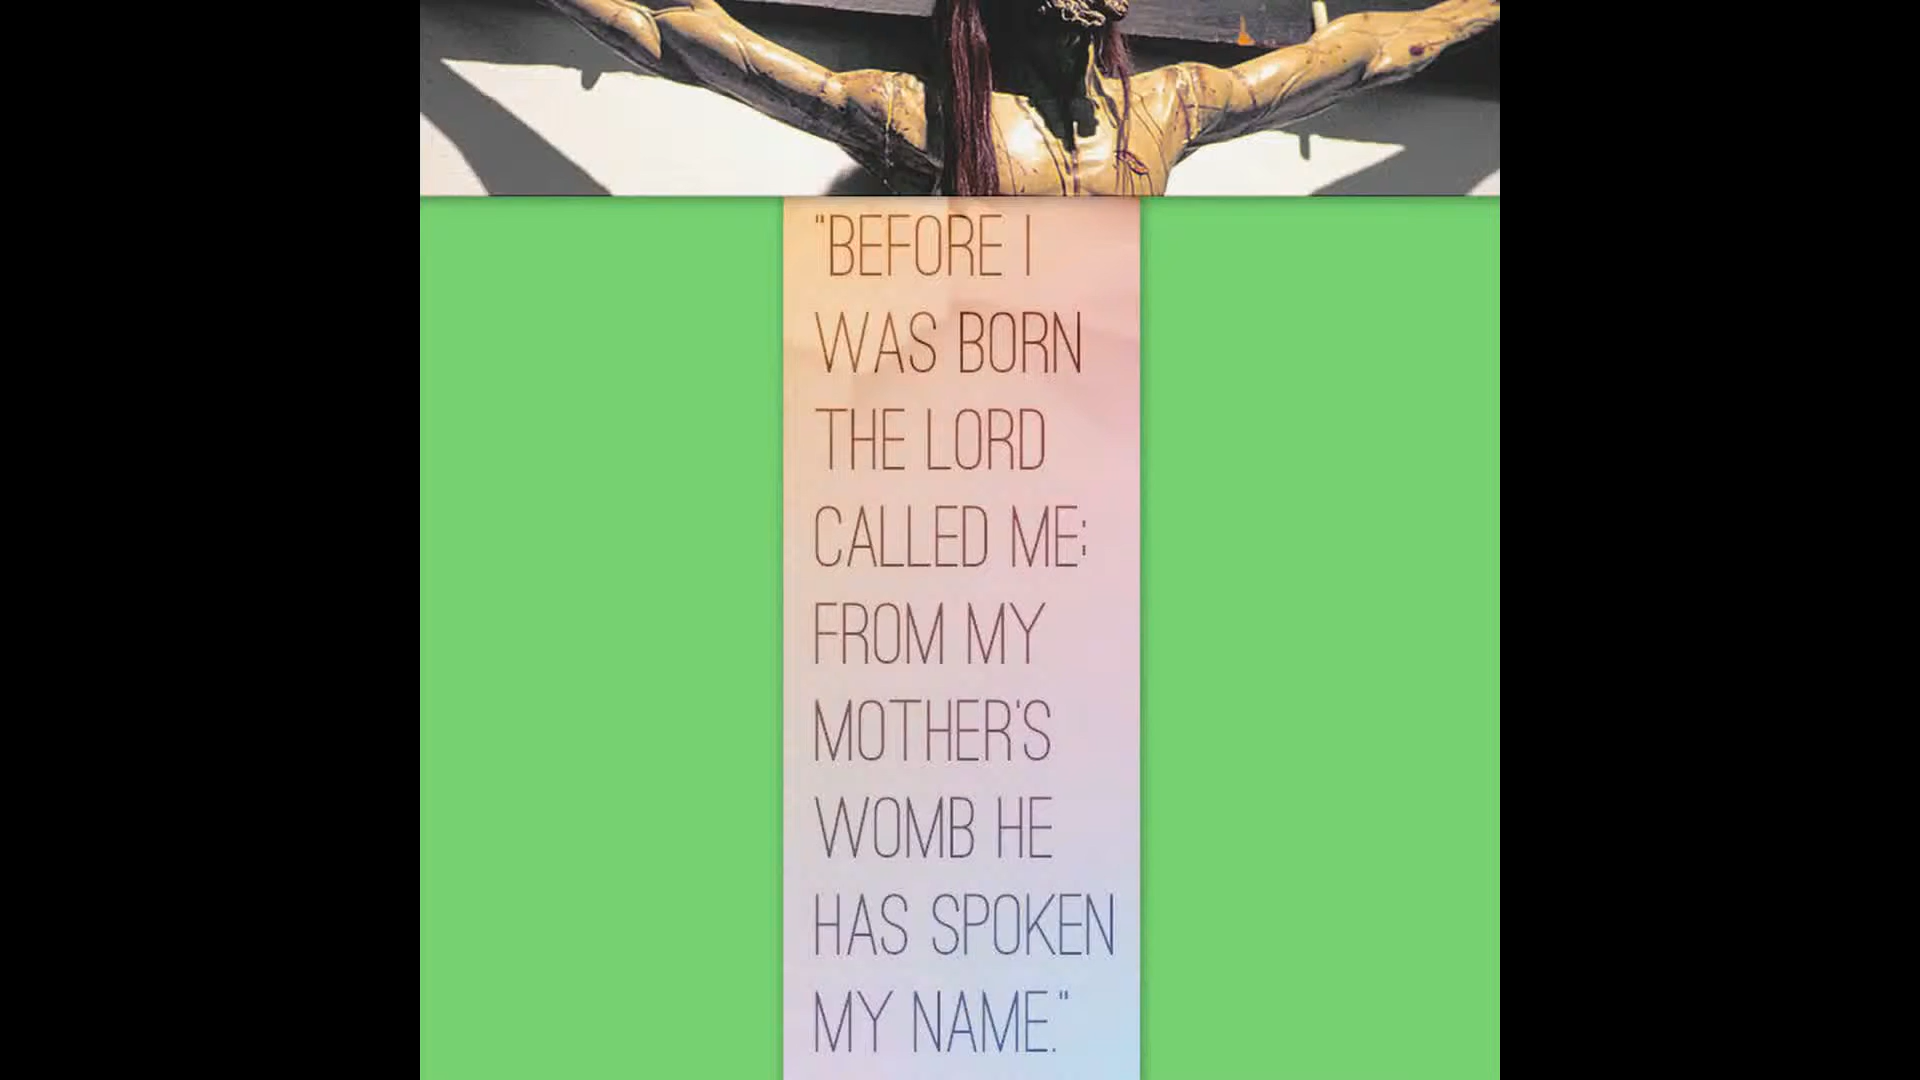 "BEFORE I
WAS BORN
THE LORD
CALLED ME;
FROM MY
MOTHER'S
WOMB HE
HAS SPOKEN
MY NAME."